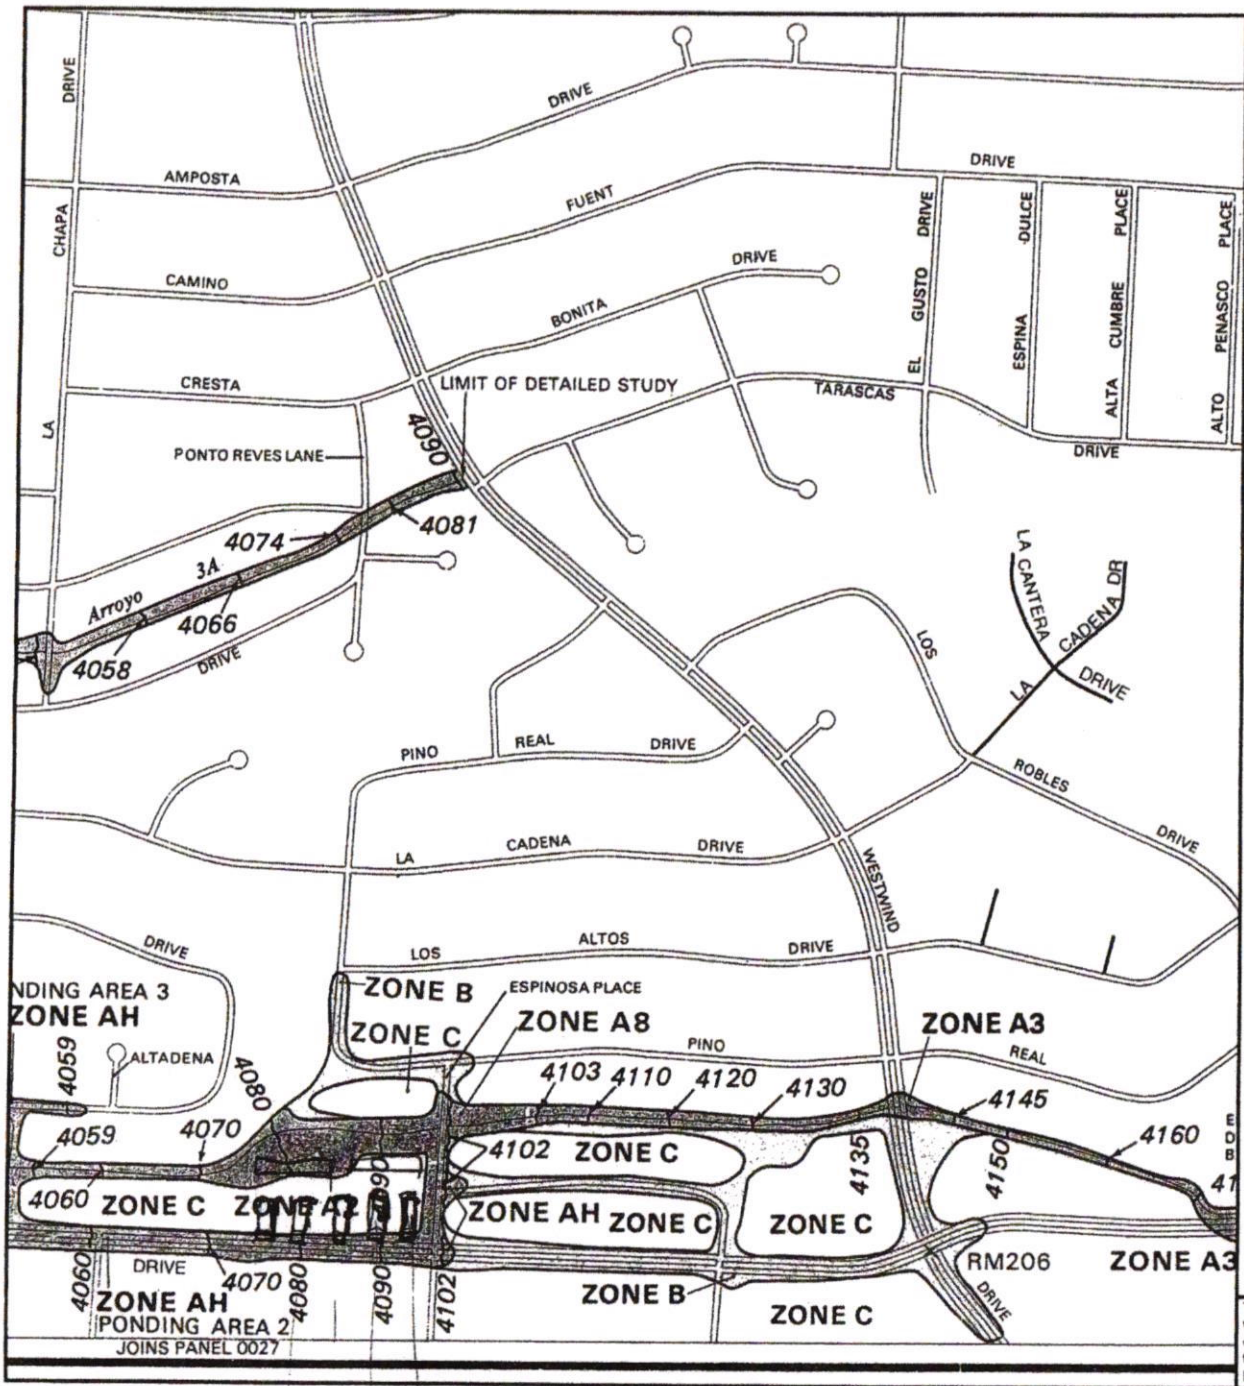 DRIVE
DRIVE
AMPOSTA
DRIVE
CHAPA
FUENT
CAMINO
DRIVE
BONITA
EL GUSTO DRIVE
ESPINA DULCE
ALTA CUMBRE PLACE
ALTO PENASCO PLACE
CRESTA
LIMIT OF DETAILED STUDY
TARASCAS
DRIVE
LA
4090
PONTO REVES LANE
4081
4074
3A
Arroyo
4066
4058
DRIVE
LA CANTERA
CADENA DR
LA
DRIVE
LOS
PINO REAL DRIVE
ROBLES
DRIVE
LA CADENA DRIVE
WESTWIND
DRIVE
LOS ALTOS DRIVE
NDING AREA 3
ZONE AH
ZONE B
ESPINOSA PLACE
ZONE C
ZONE A8
ZONE A3
PINO
REAL
4059
ALTADENA
4080
4103
4110
4120
4130
4145
4059
4070
4102
ZONE C
4135
4150
4160
E
D
B
41
4060
ZONE C
ZONE A2
4090
ZONE AH
ZONE C
ZONE C
4060
DRIVE
4070
4080
4090
4102
ZONE B
RM206
ZONE A3
ZONE AH
PONDING AREA 2
ZONE C
DRIVE
JOINS PANEL 0027